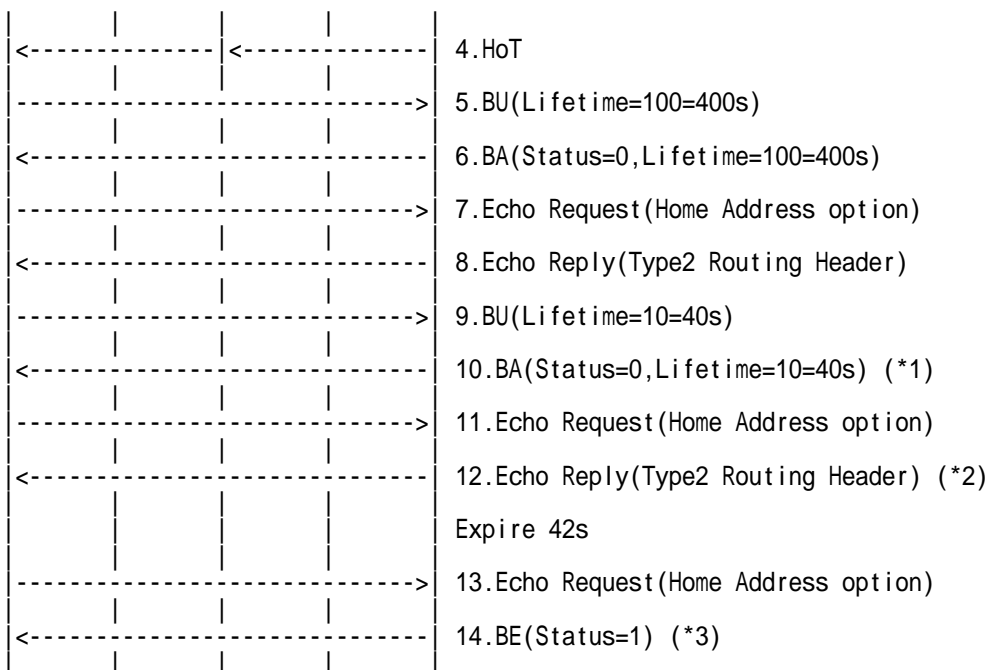 4.HoT
5.BU(Lifetime=100=400s)
6.BA(Status=0,Lifetime=100=400s)
7.Echo Request(Home Address option)
8.Echo Reply(Type2 Routing Header)
9.BU(Lifetime=10=40s)
10.BA(Status=0,Lifetime=10=40s) (*1)
11.Echo Request(Home Address option)
12.Echo Reply(Type2 Routing Header) (*2)
Expire 42s
13.Echo Request(Home Address option)
14.BE(Status=1) (*3)